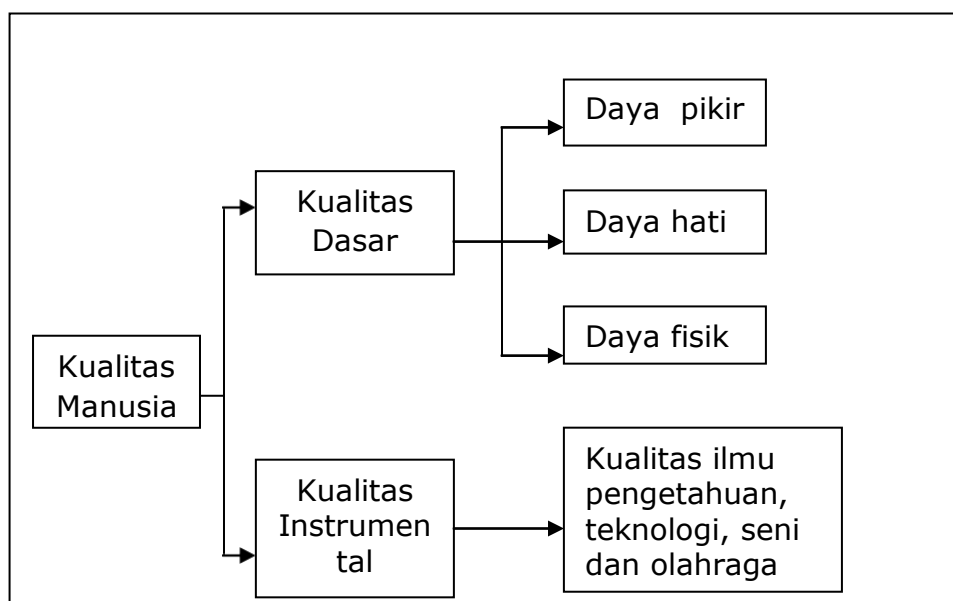 Daya pikir
Kualitas
Dasar
Daya hati
Daya fisik
Kualitas
Manusia
Kualitas
Instrumen
tal
Kualitas ilmu
pengetahuan,
teknologi, seni
dan olahraga